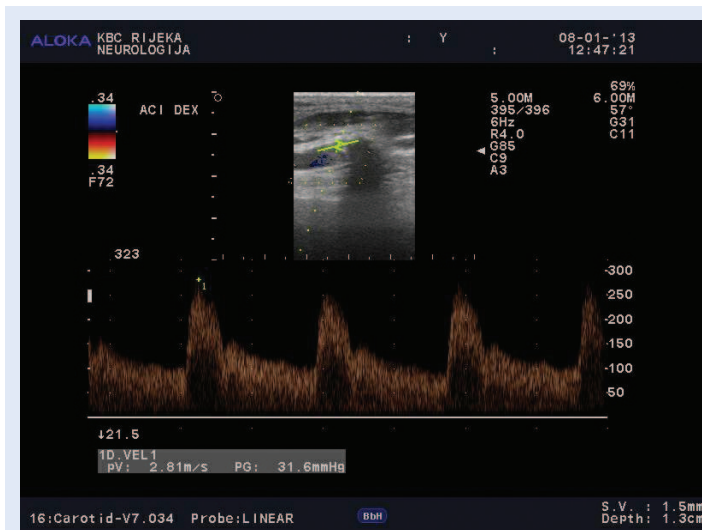 ALOKA KBC RIJEKA : Y 08-01-'13
NEUROLOGIJA : 12:47:21
69%
.34 5.00M 6.00M
ACI DEX 395/396 57°
6Hz G31
R4.0 C11
G85
C9
A3
.34
F72
323
300
250
1
200
150
100
50
↓21.5
1D.VEL1
pV: 2.81m/s PG: 31.6mmHg
16:Carotid-V7.034 Probe:LINEAR BbH S.V. : 1.5mm
Depth: 1.3cm